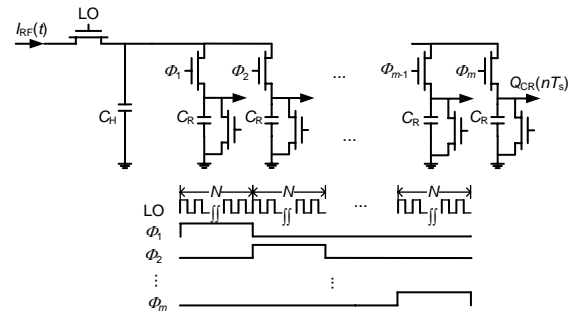 LO
I_RF(t)
Φ_1 Φ_2 ... Φ_m-1 Φ_m
Q_CR(nT_s)
C_H C_R C_R ... C_R C_R
N N N
LO ∬ ∬ ... ∬
Φ_1
Φ_2
⋮ ⋮
Φ_m